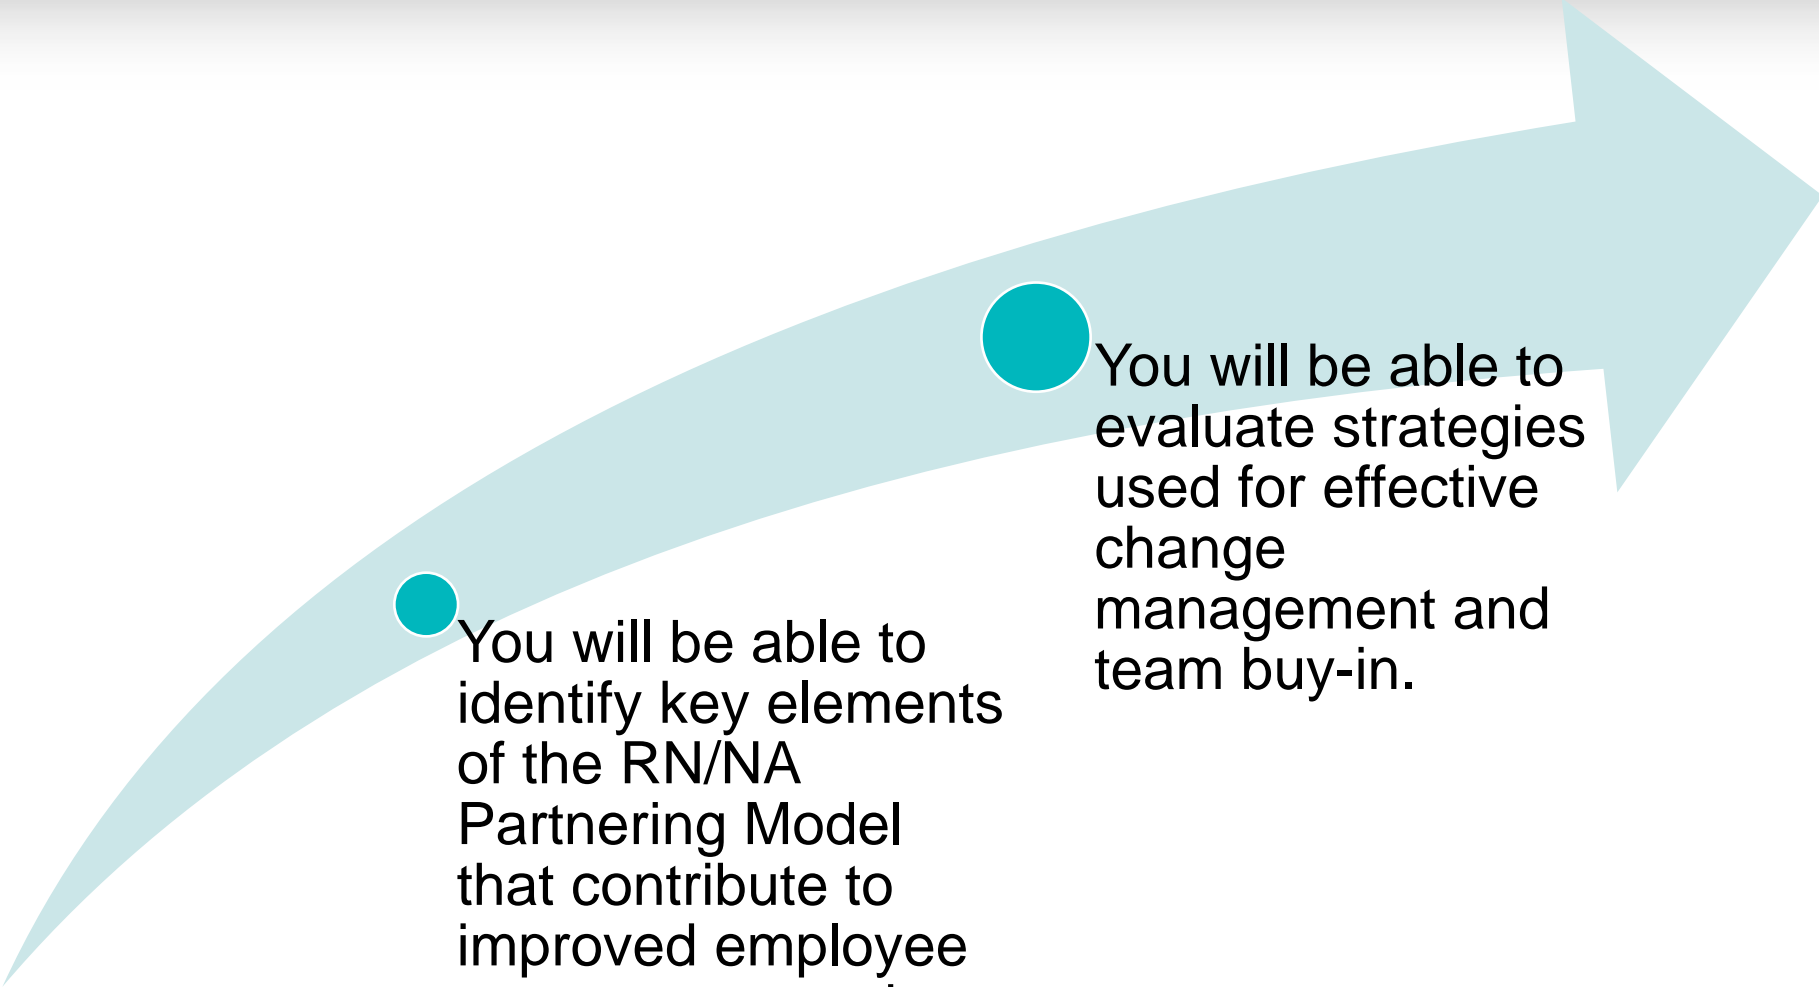 You will be able to
identify key elements
of the RN/NA
Partnering Model
that contribute to
improved employee
You will be able to
evaluate strategies
used for effective
change
management and
team buy-in.